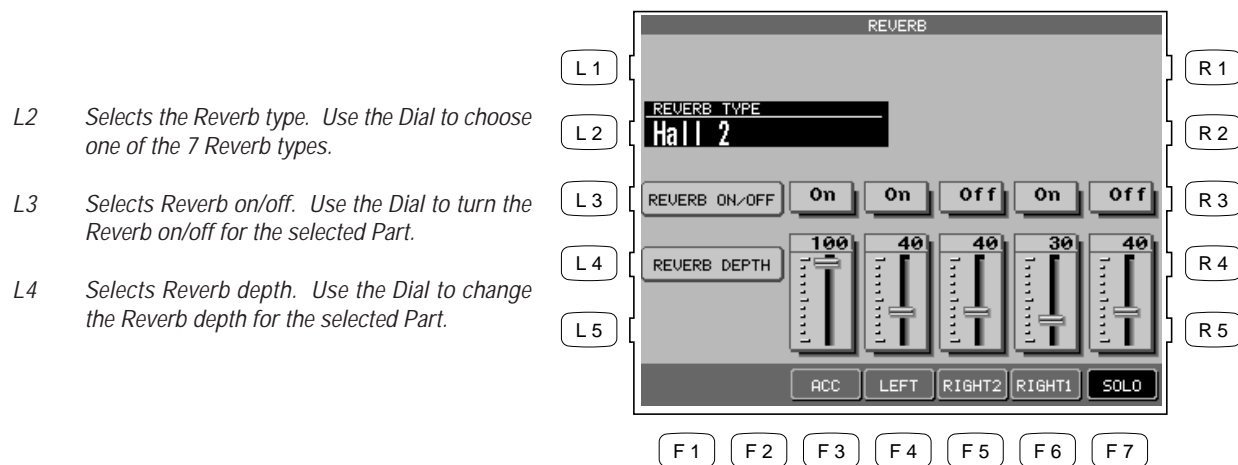 L2 Selects the Reverb type. Use the Dial to choose
one of the 7 Reverb types.
L3 Selects Reverb on/off. Use the Dial to turn the
Reverb on/off for the selected Part.
L4 Selects Reverb depth. Use the Dial to change
the Reverb depth for the selected Part.
REVERB
L 1 R 1
REVERB TYPE
L 2 Hall 2 R 2
L 3 REVERB ON/OFF On On Off On Off R 3
100 40 40 30 40
L 4 REVERB DEPTH R 4
L 5 R 5
ACC LEFT RIGHT2 RIGHT1 SOLO
F 1 F 2 F 3 F 4 F 5 F 6 F 7